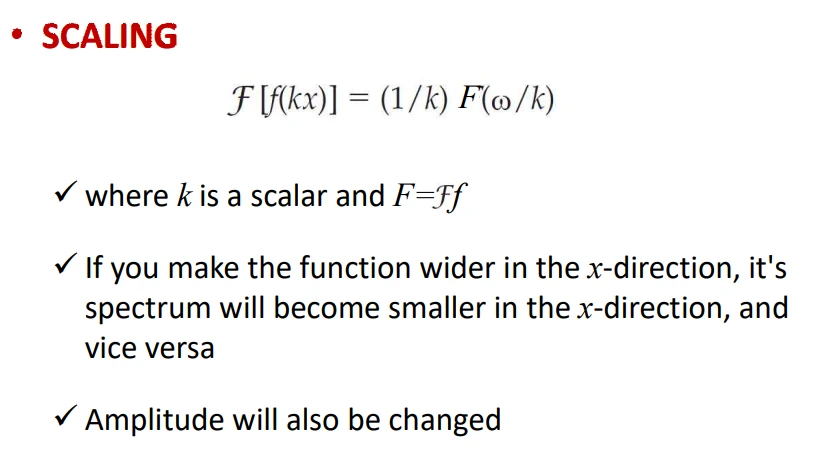 • SCALING
ℱ [f(kx)] = (1/k) F(ω/k)
✓ where k is a scalar and F=ℱf
✓ If you make the function wider in the x-direction, it's
spectrum will become smaller in the x-direction, and
vice versa
✓ Amplitude will also be changed